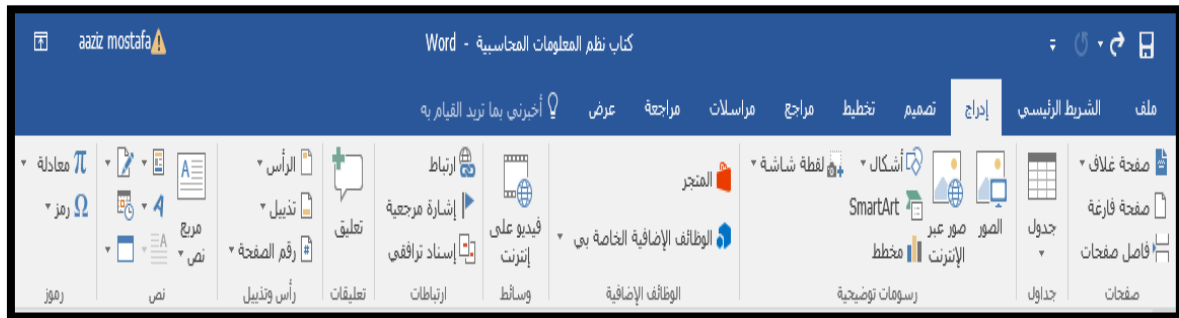 كتاب نظم المعلومات المحاسبية - Word
aaziz mostafa
ملف الشريط الرئيسي إدراج تصميم تخطيط مراجع مراسلات مراجعة عرض أخبرني بما تريد القيام به
صفحة غلاف
صفحة فارغة
فاصل صفحات
صفحات
جدول
جداول
الصور
صور عبر
الإنترنت
أشكال
SmartArt
مخطط
لقطة شاشة
رسومات توضيحية
المتجر
الوظائف الإضافية الخاصة بي
الوظائف الإضافية
فيديو على
إنترنت
وسائط
ارتباط
إشارة مرجعية
إسناد ترافقي
ارتباطات
تعليق
تعليقات
الرأس
تذييل
رقم الصفحة
رأس وتذييل
مربع
نص
نص
π معادلة
Ω رمز
رموز